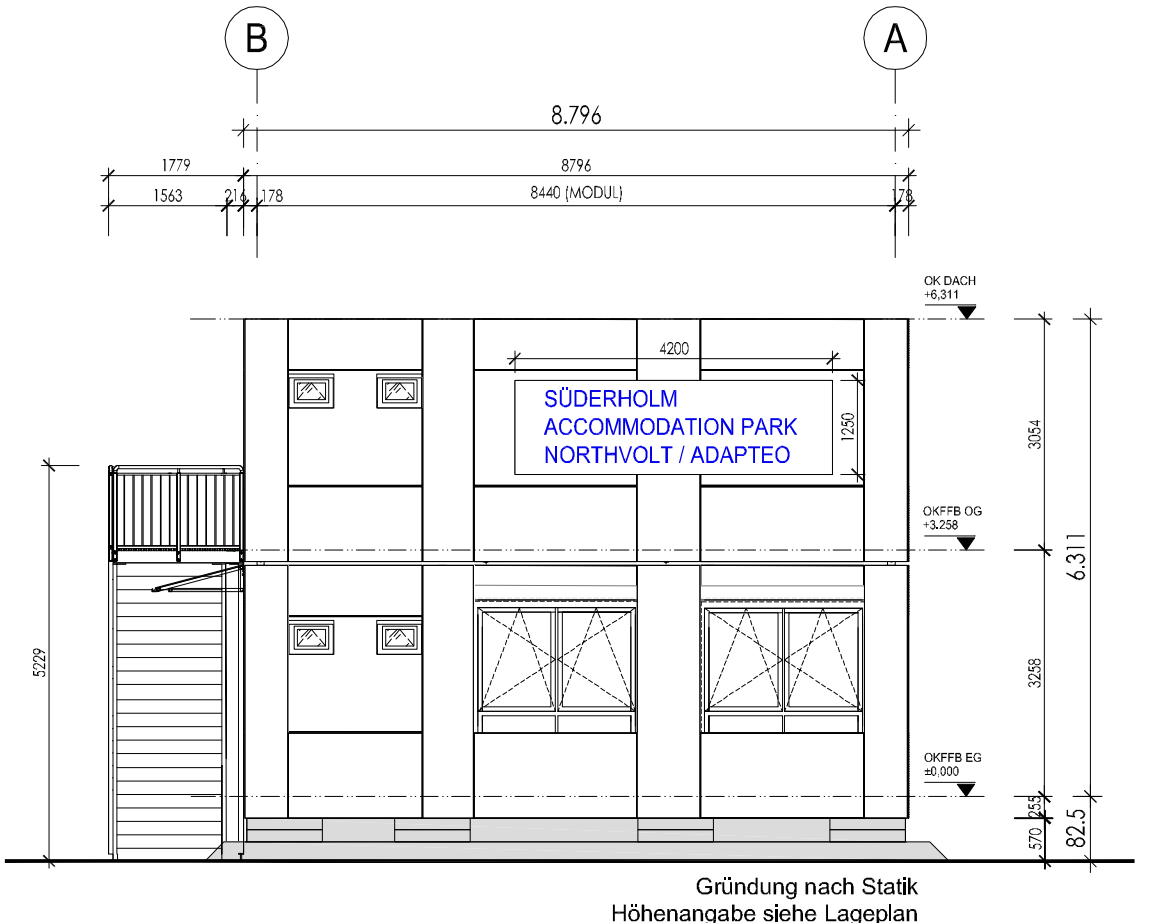 B
A
8.796
1779
8796
1563
216
178
8440 (MODUL)
178
OK DACH
+6,311
4200
SÜDERHOLM
ACCOMMODATION PARK
NORTHVOLT / ADAPTEO
1250
3054
OKFFB OG
+3.258
6.311
5229
3258
OKFFB EG
±0,000
255
570
82.5
Gründung nach Statik
Höhenangabe siehe Lageplan